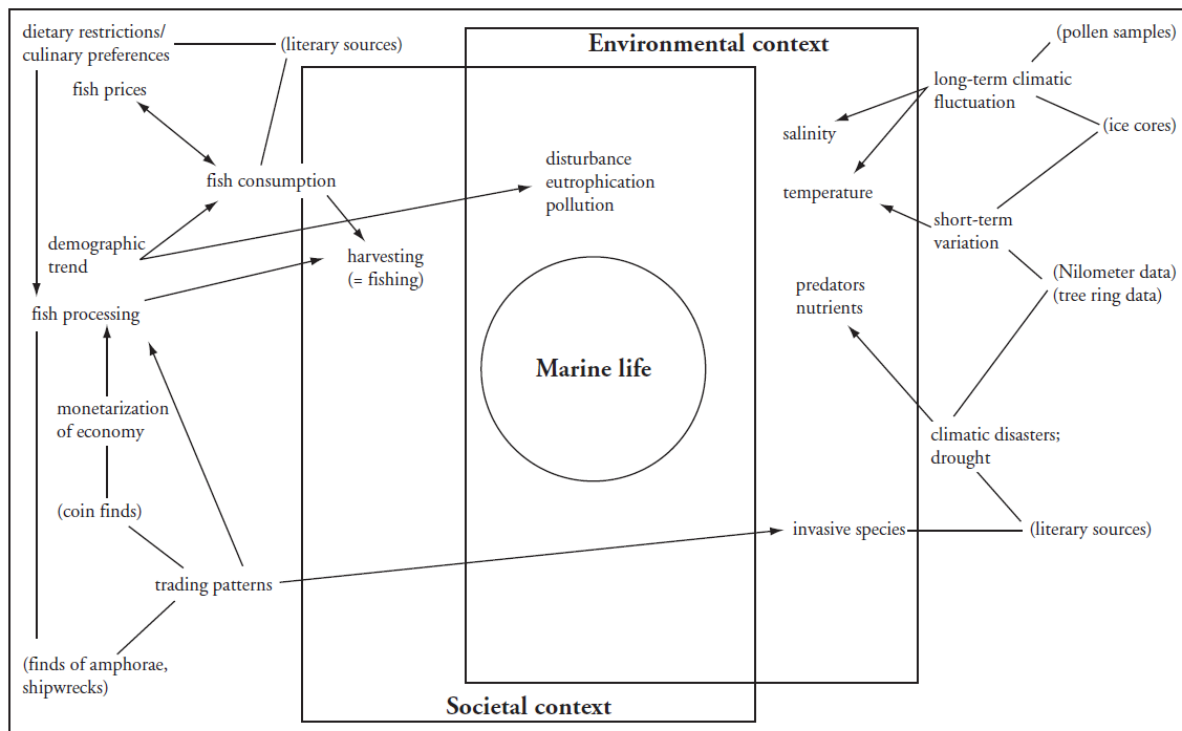 dietary restrictions/
culinary preferences
(literary sources)
fish prices
fish consumption
demographic
trend
fish processing
monetarization
of economy
(coin finds)
trading patterns
(finds of amphorae,
shipwrecks)
harvesting
(= fishing)
Societal context
Environmental context
disturbance
eutrophication
pollution
Marine life
salinity
temperature
predators
nutrients
invasive species
(pollen samples)
long-term climatic
fluctuation
(ice cores)
short-term
variation
(Nilometer data)
(tree ring data)
climatic disasters;
drought
(literary sources)